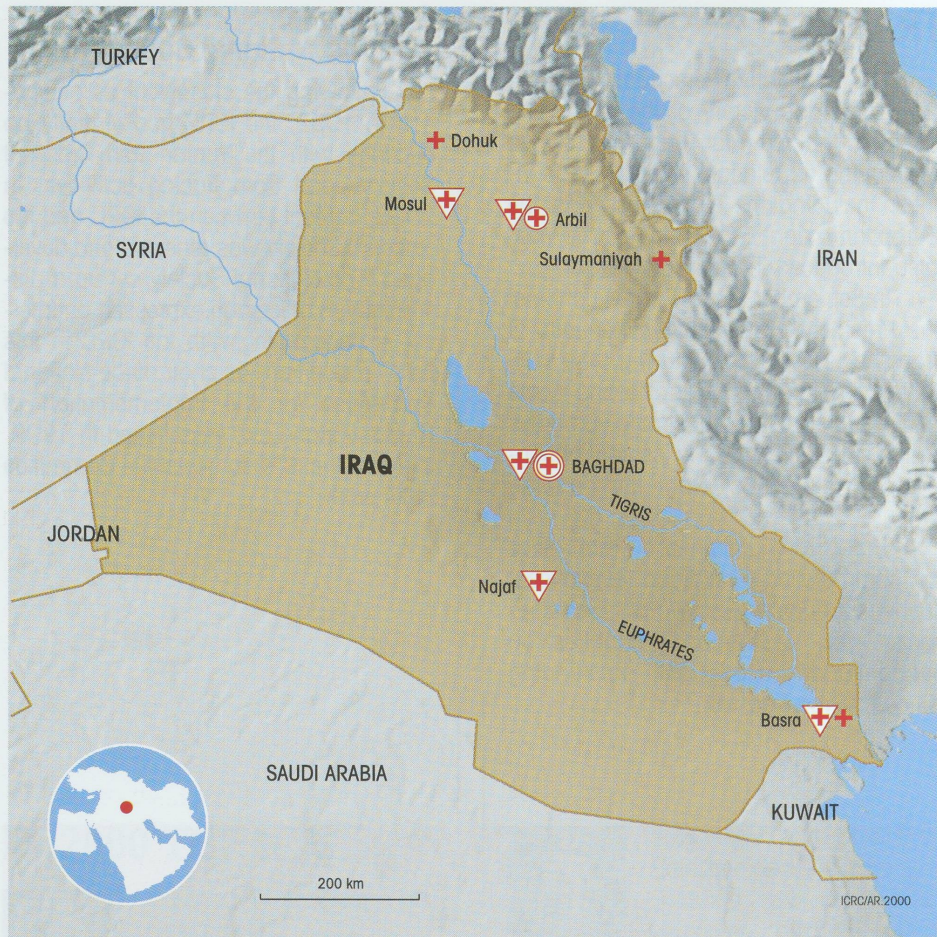 TURKEY
Dohuk
Mosul
Arbil
SYRIA
Sulaymaniyah
IRAN
IRAQ
BAGHDAD
TIGRIS
JORDAN
Najaf
EUPHRATES
Basra
SAUDI ARABIA
KUWAIT
200 km
ICRC/AR.2000